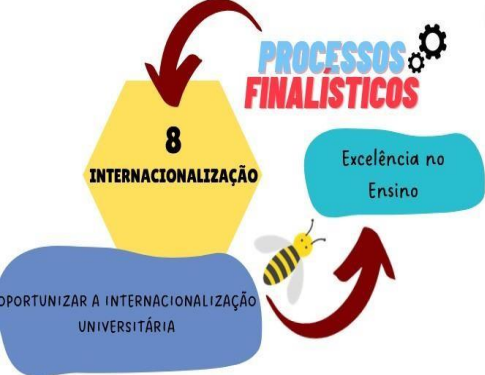 PROCESSOS
FINALÍSTICOS
8
INTERNACIONALIZAÇÃO
Excelência no
Ensino
OPORTUNIZAR A INTERNACIONALIZAÇÃO
UNIVERSITÁRIA